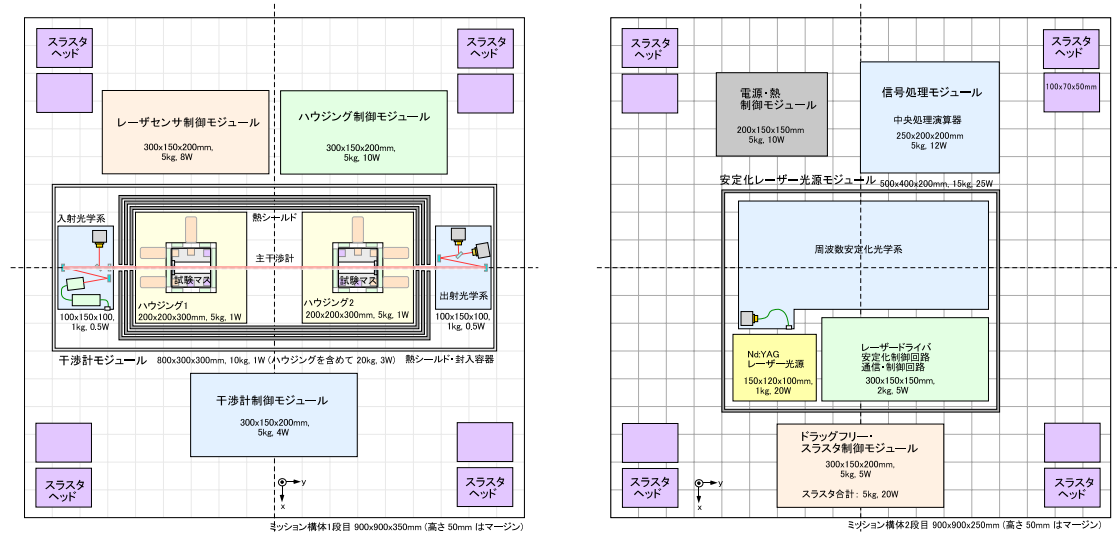 スラスタ
ヘッド
スラスタ
ヘッド
レーザセンサ制御モジュール
300x150x200mm,
5kg, 8W
ハウジング制御モジュール
300x150x200mm,
5kg, 10W
入射光学系
熱シールド
主干渉計
試験マス
試験マス
出射光学系
ハウジング1
200x200x300mm, 5kg, 1W
ハウジング2
200x200x300mm, 5kg, 1W
100x150x100,
1kg, 0.5W
100x150x100,
1kg, 0.5W
干渉計モジュール 800x300x300mm, 10kg, 1W (ハウジングを含めて 20kg, 3W) 熱シールド・封入容器
干渉計制御モジュール
300x150x200mm,
5kg, 4W
スラスタ
ヘッド
スラスタ
ヘッド
y
x
ミッション構体1段目 900x900x350mm (高さ 50mm はマージン)
スラスタ
ヘッド
スラスタ
ヘッド
100x70x50mm
電源・熱
制御モジュール
200x150x150mm
5kg, 10W
信号処理モジュール
中央処理演算器
250x200x200mm
5kg, 12W
安定化レーザー光源モジュール 500x400x200mm, 15kg, 25W
周波数安定化光学系
Nd:YAG
レーザー光源
150x120x100mm,
1kg, 20W
レーザードライバ
安定化制御回路
通信・制御回路
300x150x150mm,
2kg, 5W
ドラッグフリー・
スラスタ制御モジュール
300x150x200mm,
5kg, 5W
スラスタ合計: 5kg, 20W
スラスタ
ヘッド
スラスタ
ヘッド
y
x
ミッション構体2段目 900x900x250mm (高さ 50mm はマージン)